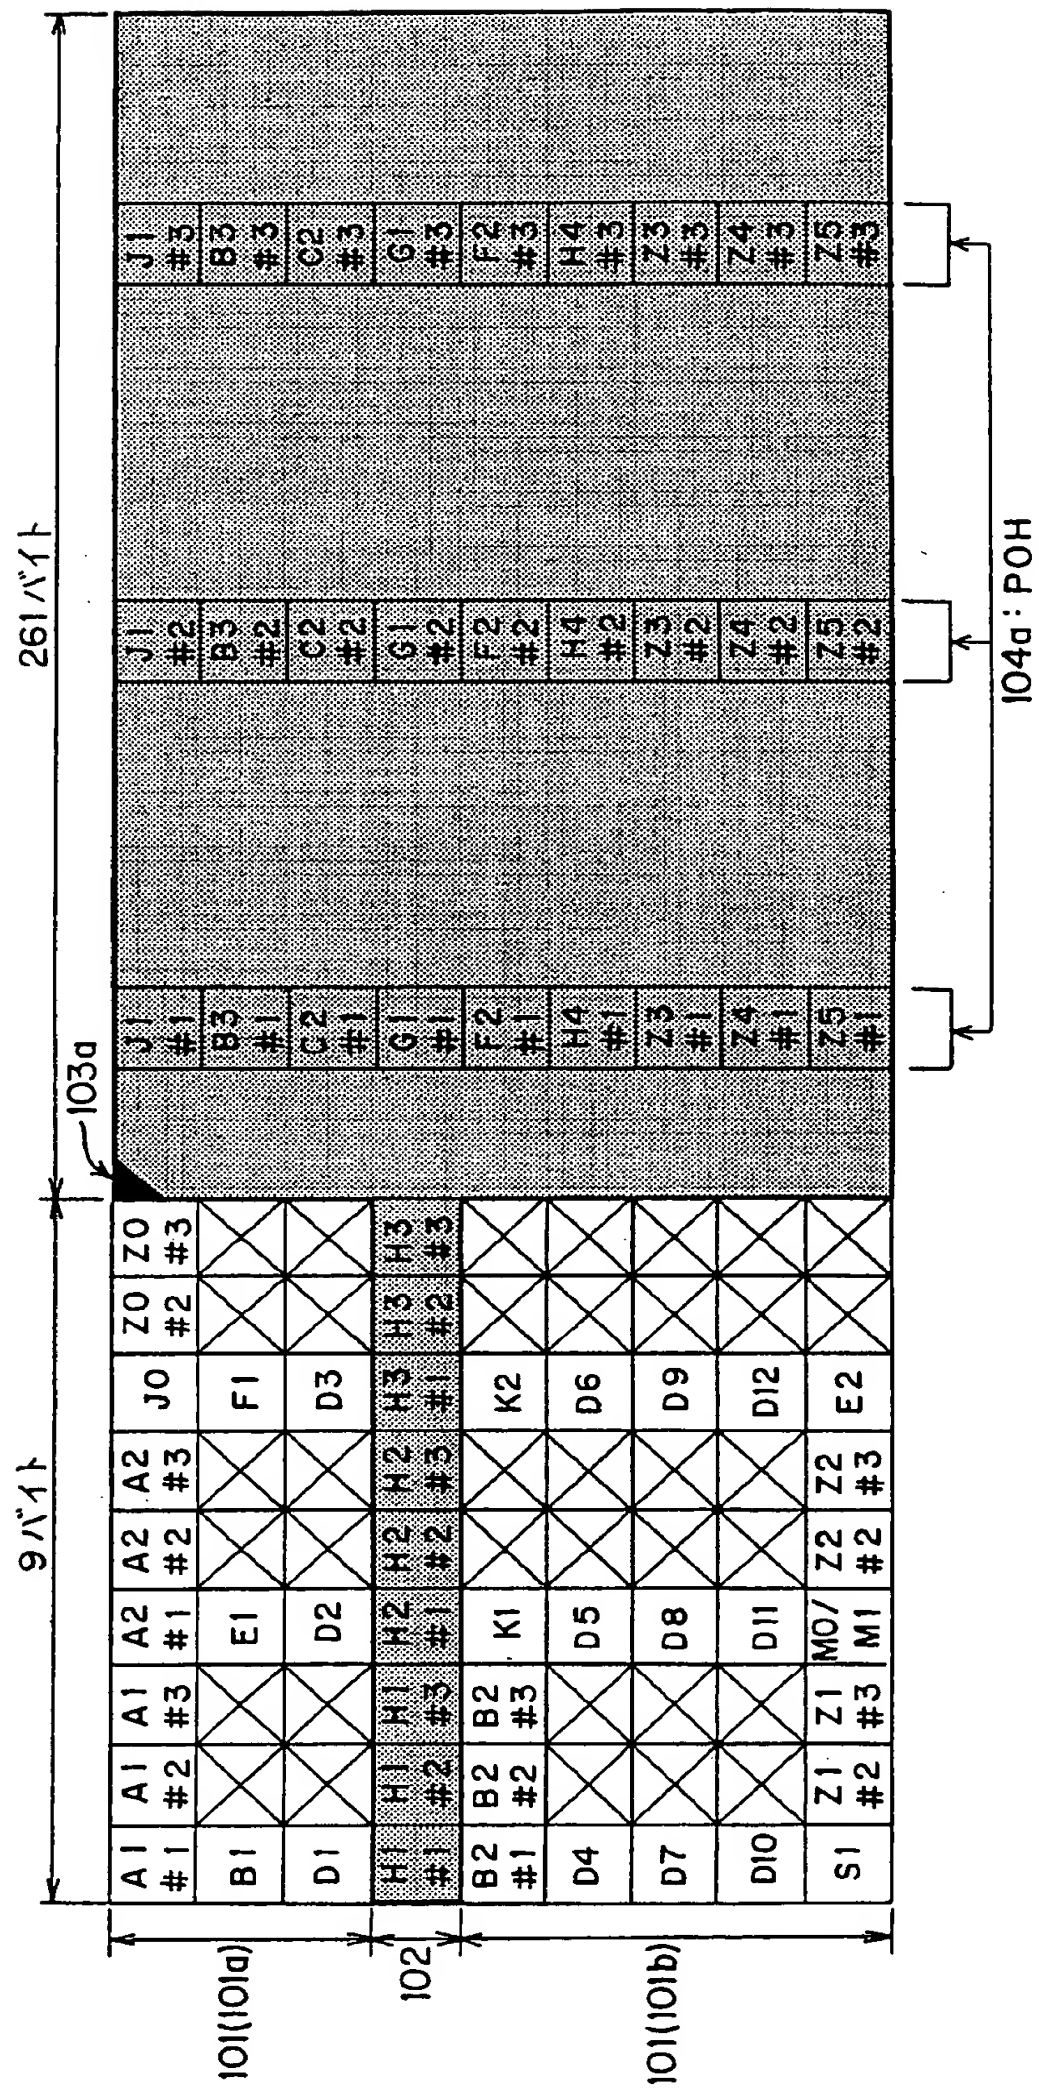 9バイト
261バイト
103a
A1 #1
A1 #2
A1 #3
A2 #1
A2 #2
A2 #3
J0
Z0 #2
Z0 #3
J1 #1
J1 #2
J1 #3
B1
E1
F1
B3 #1
B3 #2
B3 #3
D1
D2
D3
C2 #1
C2 #2
C2 #3
H1 #1
H1 #2
H1 #3
H2 #1
H2 #2
H2 #3
H3 #1
H3 #2
H3 #3
G1 #1
G1 #2
G1 #3
B2 #1
B2 #2
B2 #3
K1
K2
F2 #1
F2 #2
F2 #3
D4
D5
D6
H4 #1
H4 #2
H4 #3
D7
D8
D9
Z3 #1
Z3 #2
Z3 #3
D10
D11
D12
Z4 #1
Z4 #2
Z4 #3
S1
Z1 #2
Z1 #3
M0/ M1
Z2 #2
Z2 #3
E2
Z5 #1
Z5 #2
Z5 #3
101(101a)
102
101(101b)
104a:POH